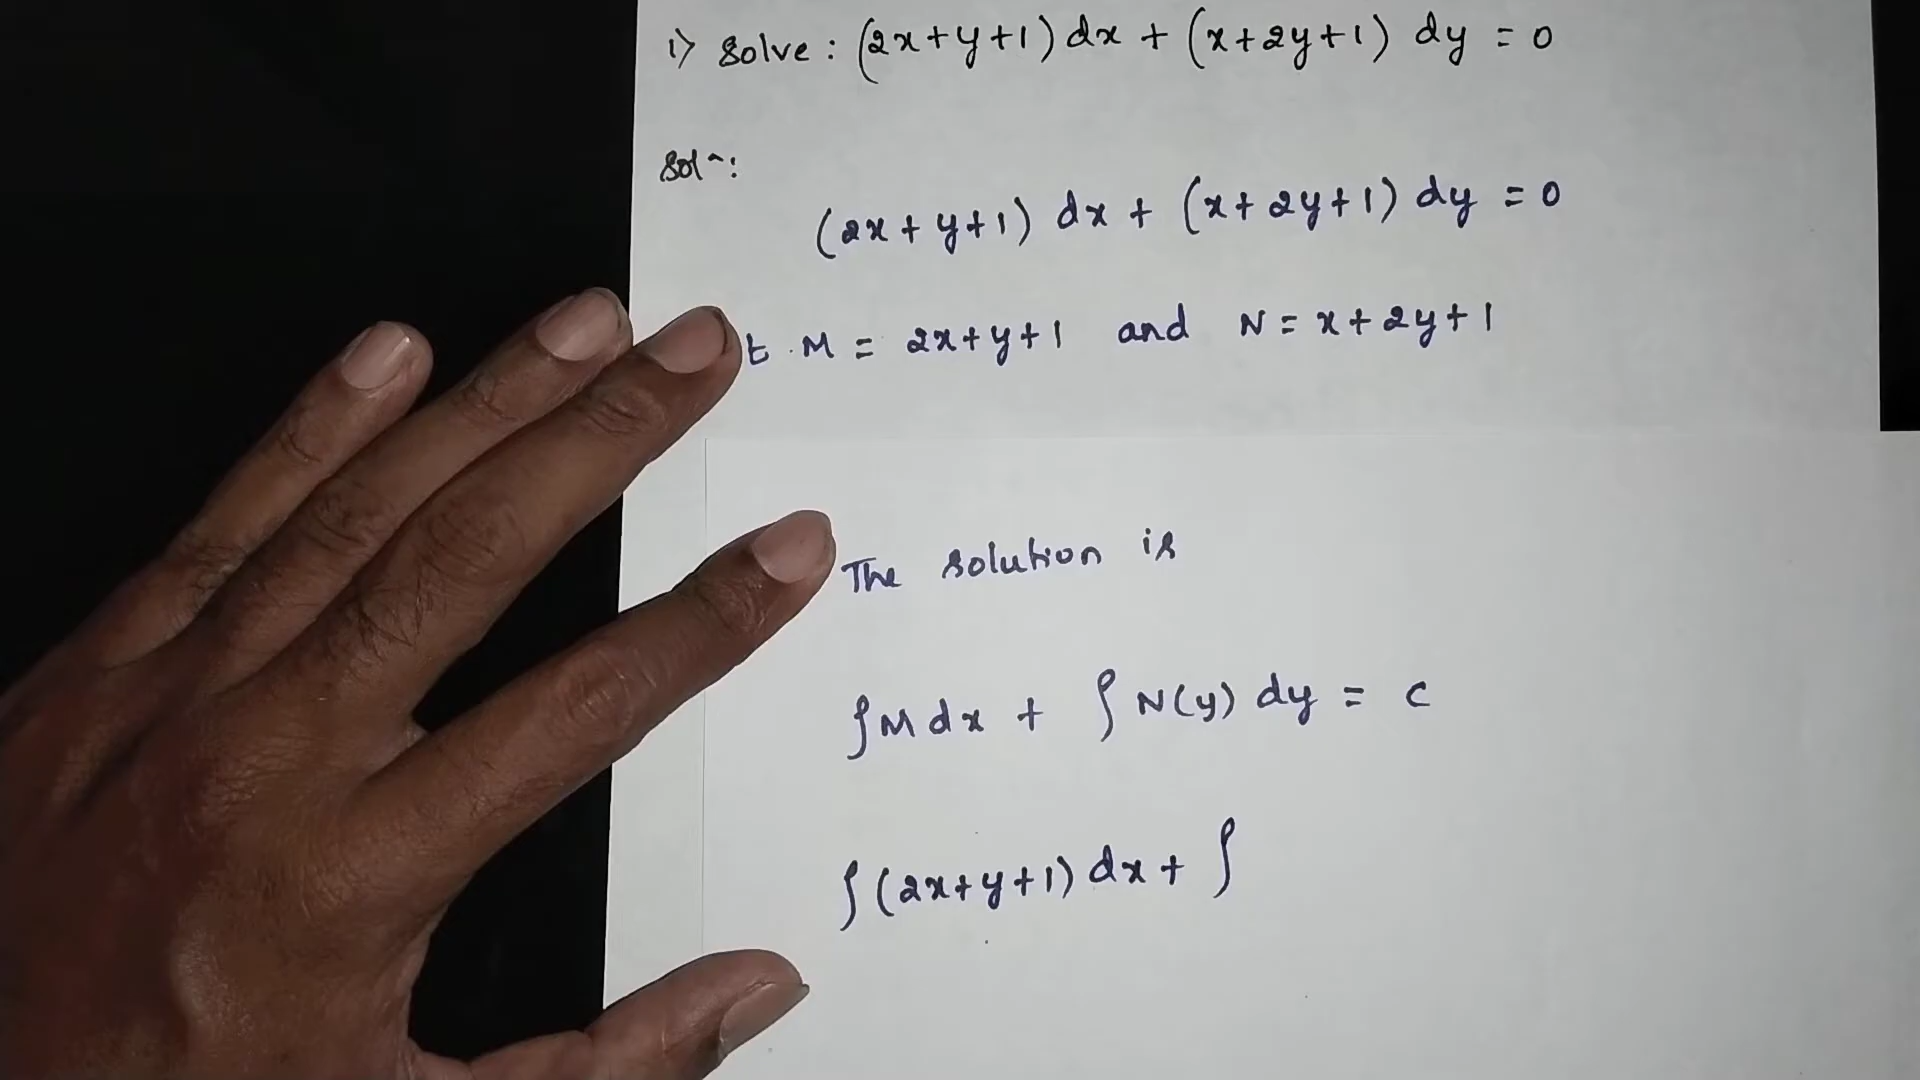 1) Solve : (2x+y+1) dx + (x+2y+1) dy = 0
Sol^n:
(2x+y+1) dx + (x+2y+1) dy = 0
t M = 2x+y+1 and N = x+2y+1
The solution is
∫M dx + ∫ N(y) dy = c
∫(2x+y+1) dx + ∫